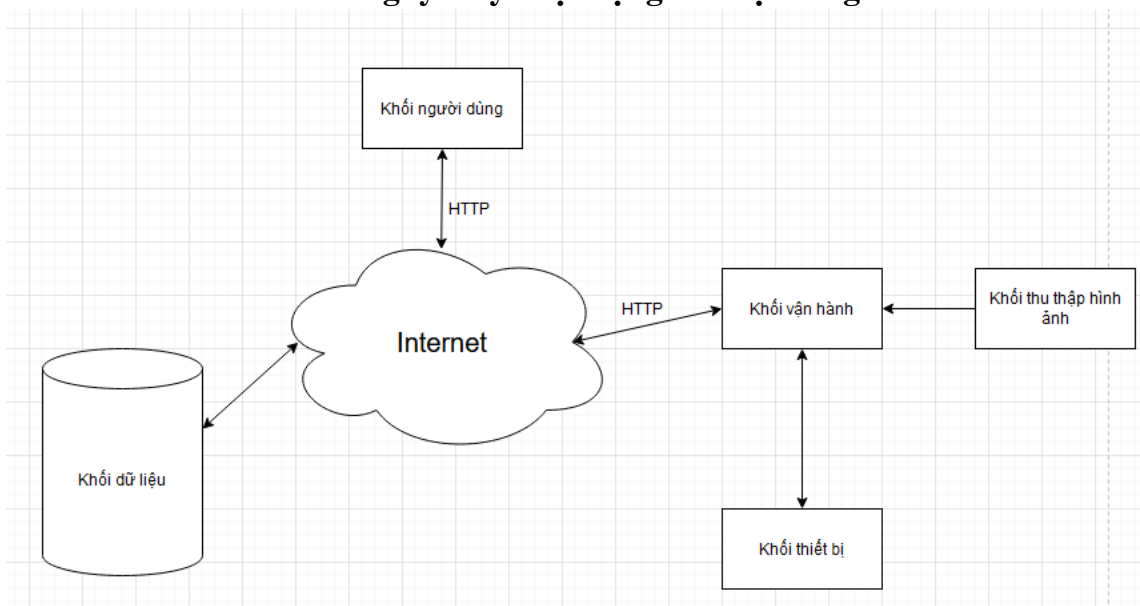 Khối người dùng
HTTP
HTTP
Khối vận hành
Khối thu thập hình
ảnh
Internet
Khối dữ liệu
Khối thiết bị